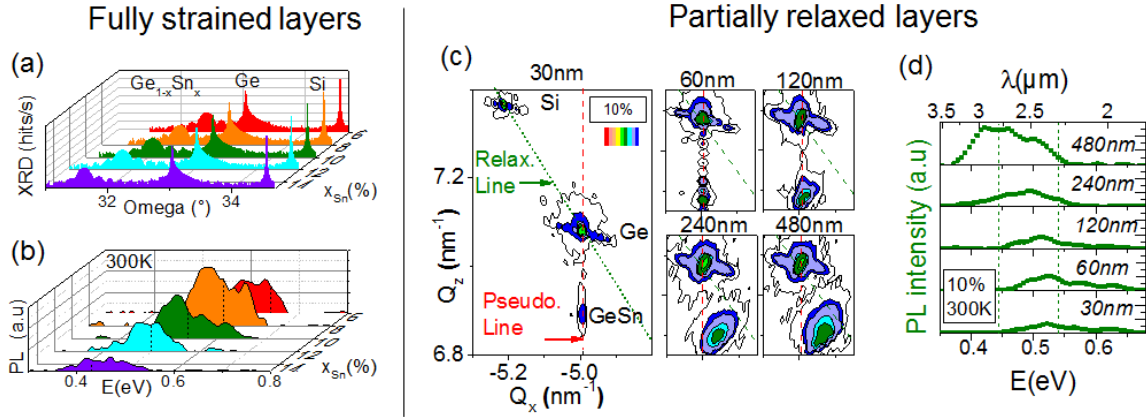 Fully strained layers
Partially relaxed layers
(a)
Ge1-xSnx
Ge
Si
XRD (hits/s)
32
34
Omega (°)
6
8
10
12
14
xSn(%)
(b)
300K
PL (a.u
0.4
0.6
0.8
E(eV)
6
8
10
12
14
xSn(%)
(c)
30nm
Si
10%
Relax.
Line
Ge
Pseudo.
Line
GeSn
7.2
6.8
Qz (nm-1)
-5.2
-5.0
Qx (nm-1)
60nm
120nm
240nm
480nm
(d)
λ(µm)
3.5
3
2.5
2
480nm
240nm
120nm
60nm
30nm
10%
300K
PL intensity (a.u)
0.4
0.5
0.6
E(eV)